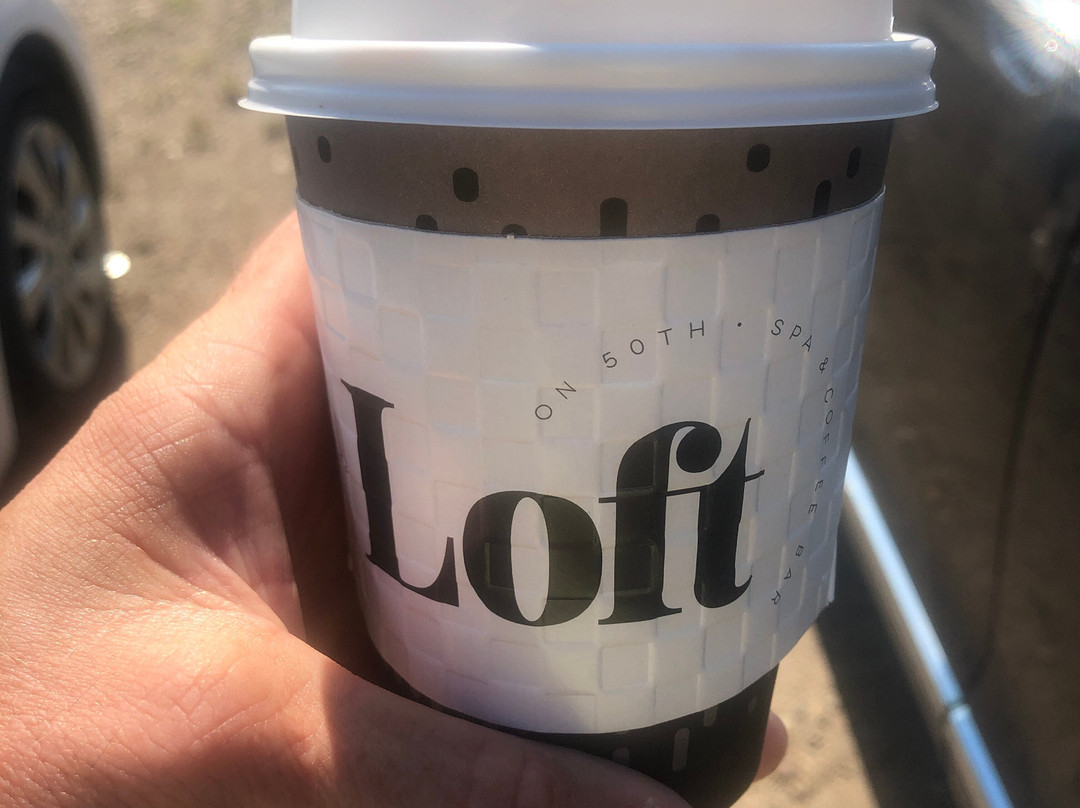 ON 50TH • SPA & COFFEE BAR
Loft